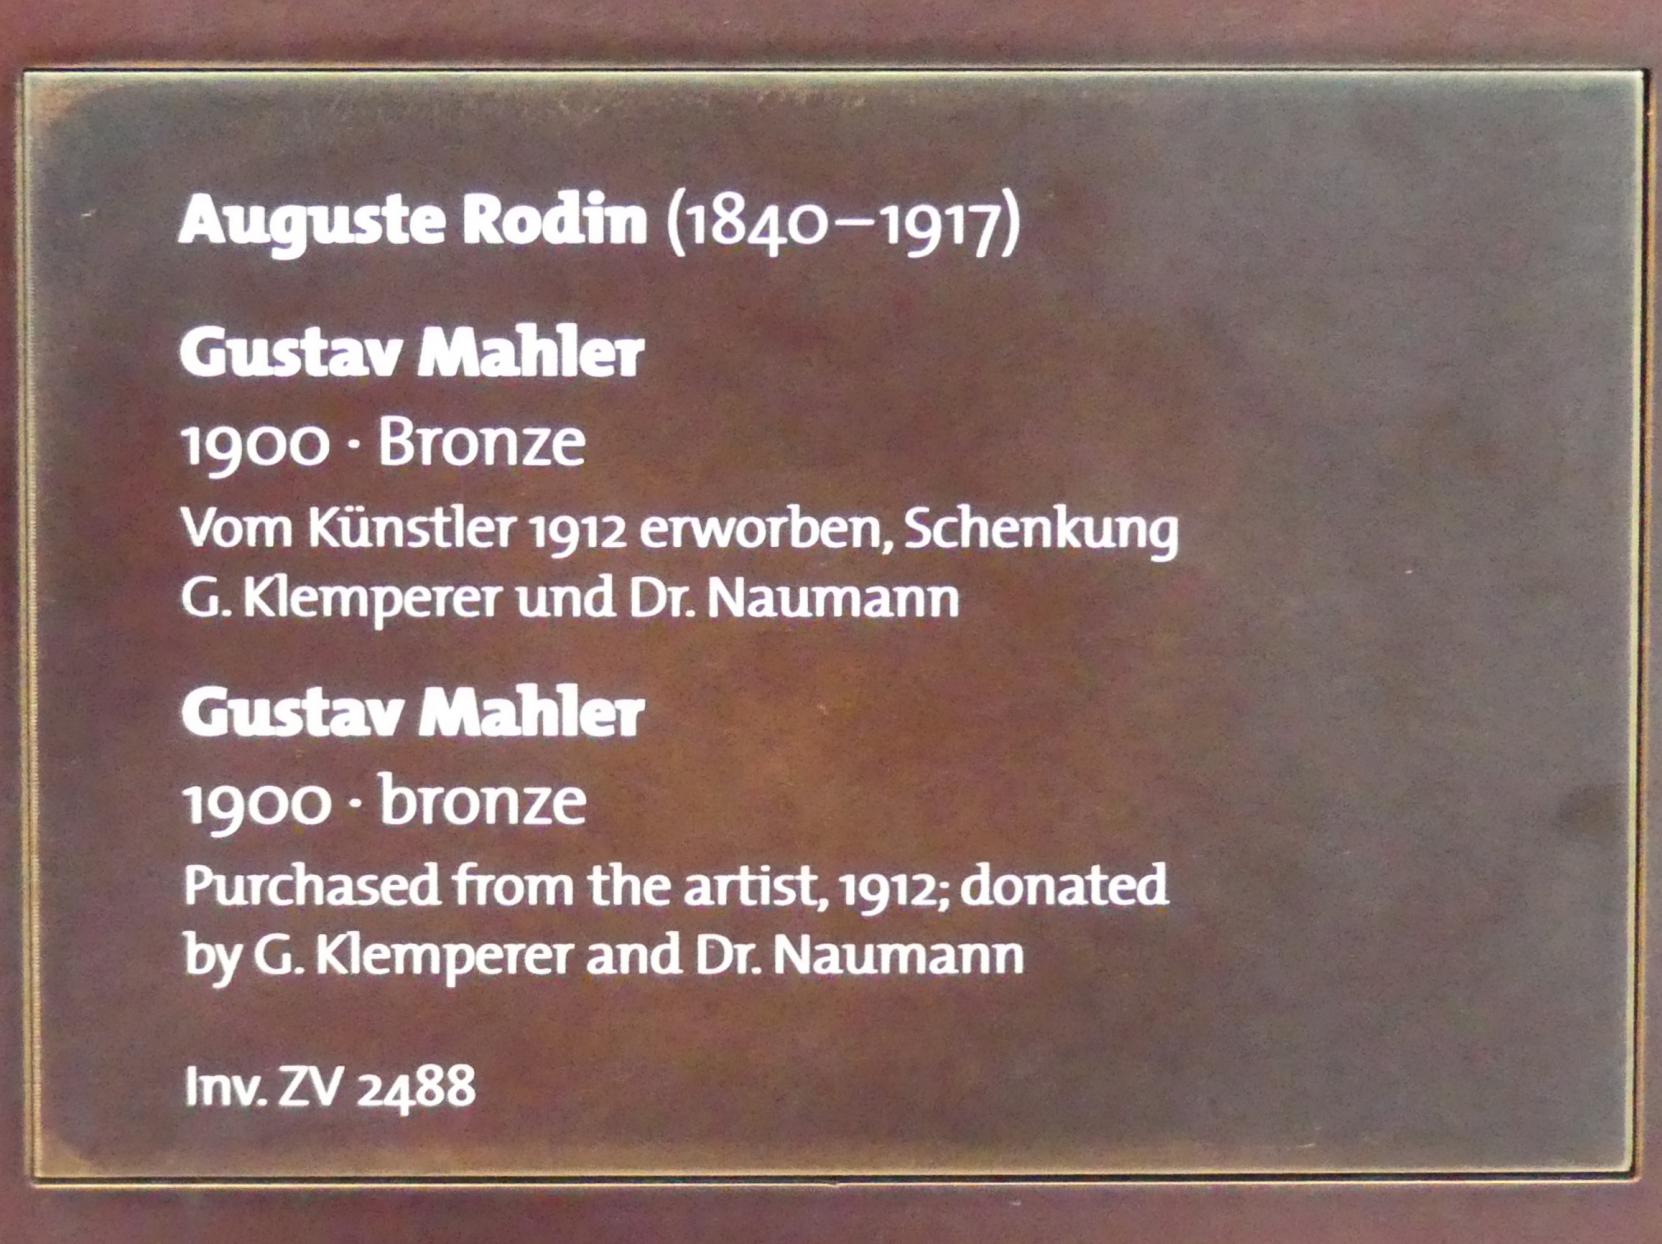 Auguste Rodin (1840–1917)
Gustav Mahler
1900 · Bronze
Vom Künstler 1912 erworben, Schenkung
G. Klemperer und Dr. Naumann
Gustav Mahler
1900 · bronze
Purchased from the artist, 1912; donated
by G. Klemperer and Dr. Naumann
Inv. ZV 2488